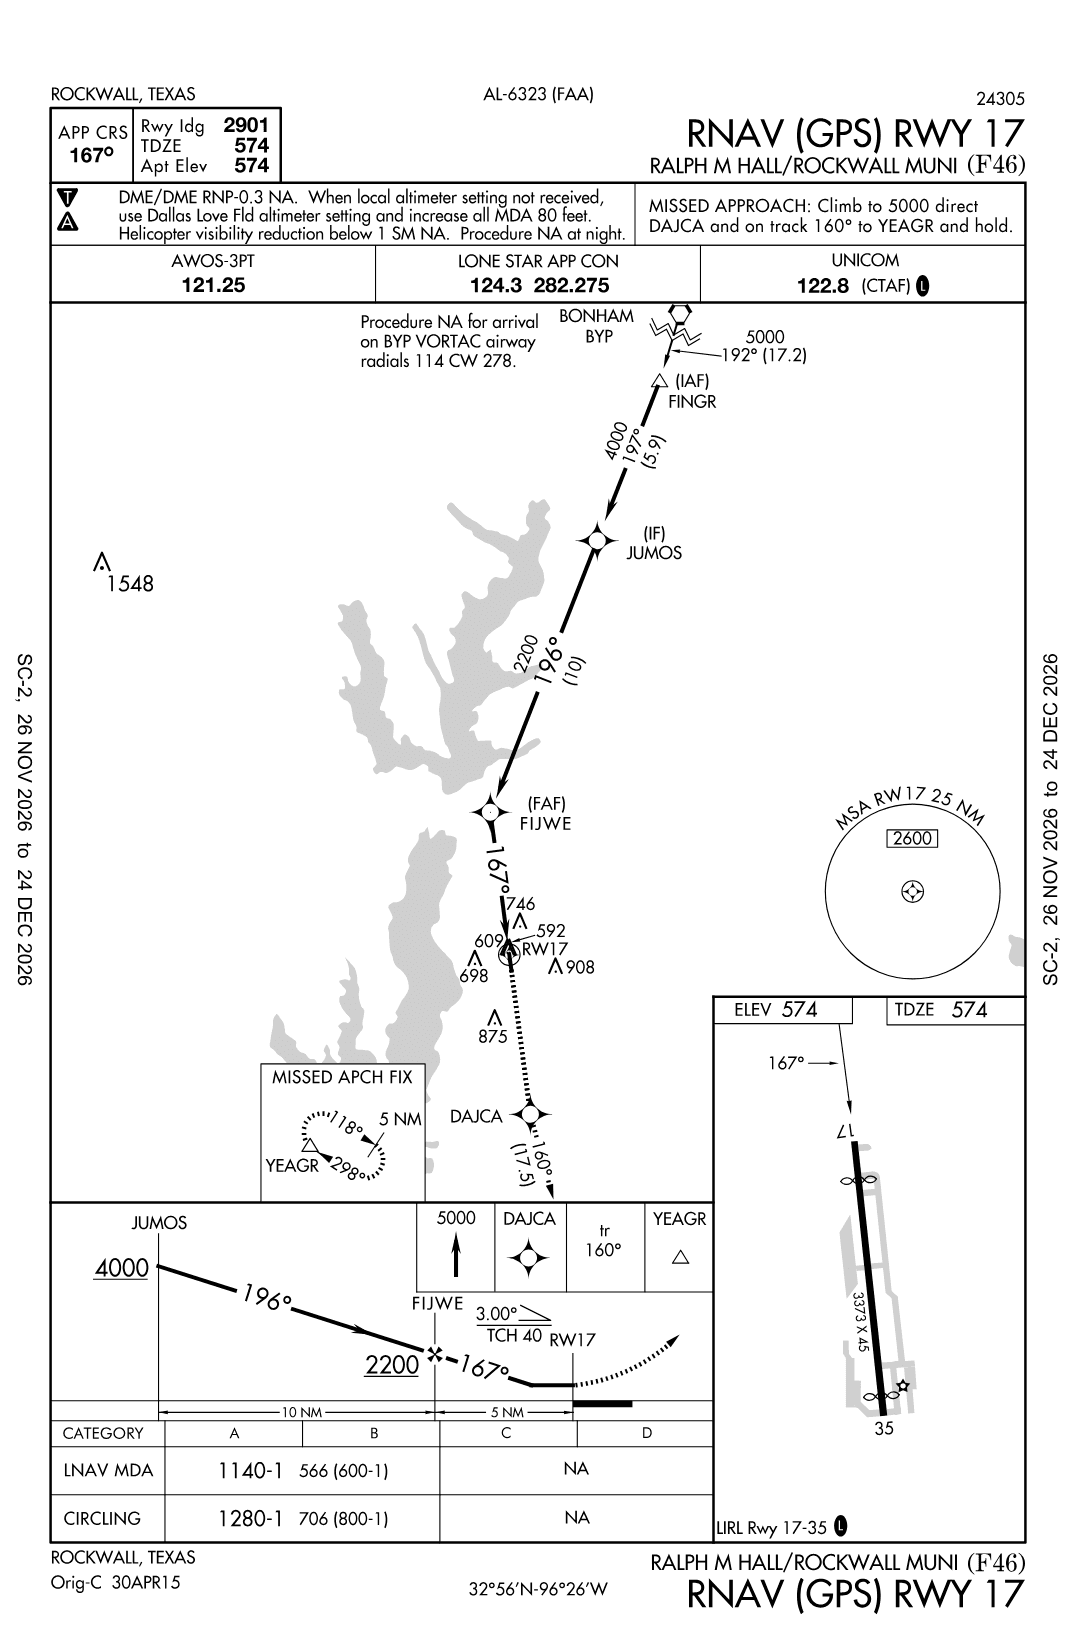 ROCKWALL, TEXAS
AL-6323 (FAA)
24305
APP CRS
167°
Rwy ldg 2901
TDZE 574
Apt Elev 574
RNAV (GPS) RWY 17
RALPH M HALL/ROCKWALL MUNI (F46)
T
A
DME/DME RNP-0.3 NA. When local altimeter setting not received,
use Dallas Love Fld altimeter setting and increase all MDA 80 feet.
Helicopter visibility reduction below 1 SM NA. Procedure NA at night.
MISSED APPROACH: Climb to 5000 direct
DAJCA and on track 160° to YEAGR and hold.
AWOS-3PT
121.25
LONE STAR APP CON
124.3 282.275
UNICOM
122.8 (CTAF) L
Procedure NA for arrival
on BYP VORTAC airway
radials 114 CW 278.
BONHAM
BYP
5000
192° (17.2)
(IAF)
FINGR
4000
197°
(5.9)
(IF)
JUMOS
1548
2200
196°
(10)
(FAF)
FIJWE
167°
746
592
609
RW17
698
908
875
MSA RW17 25 NM
2600
MISSED APCH FIX
118°
5 NM
YEAGR
298°
DAJCA
160°
(17.5)
ELEV 574
TDZE 574
167°
17
3373 X 45
35
LIRL Rwy 17-35 L
JUMOS
4000
196°
5000
DAJCA
tr
160°
YEAGR
FIJWE
3.00°
TCH 40
RW17
2200
167°
10 NM
5 NM
CATEGORY A B C D
LNAV MDA 1140-1 566 (600-1) NA
CIRCLING 1280-1 706 (800-1) NA
ROCKWALL, TEXAS
Orig-C 30APR15
32°56'N-96°26'W
RALPH M HALL/ROCKWALL MUNI (F46)
RNAV (GPS) RWY 17
SC-2, 26 NOV 2026 to 24 DEC 2026
SC-2, 26 NOV 2026 to 24 DEC 2026